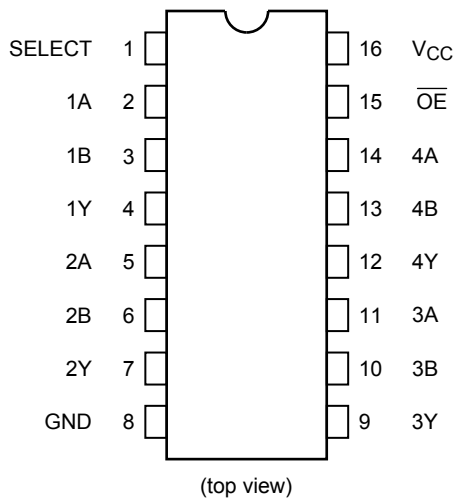 SELECT 1 16 VCC
1A 2 15 OE
1B 3 14 4A
1Y 4 13 4B
2A 5 12 4Y
2B 6 11 3A
2Y 7 10 3B
GND 8 9 3Y
(top view)